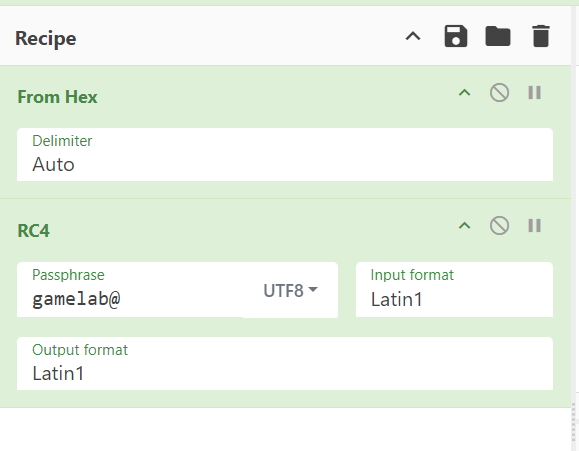 Recipe
From Hex
Delimiter
Auto
RC4
Passphrase
gamelab@
UTF8
Input format
Latin1
Output format
Latin1